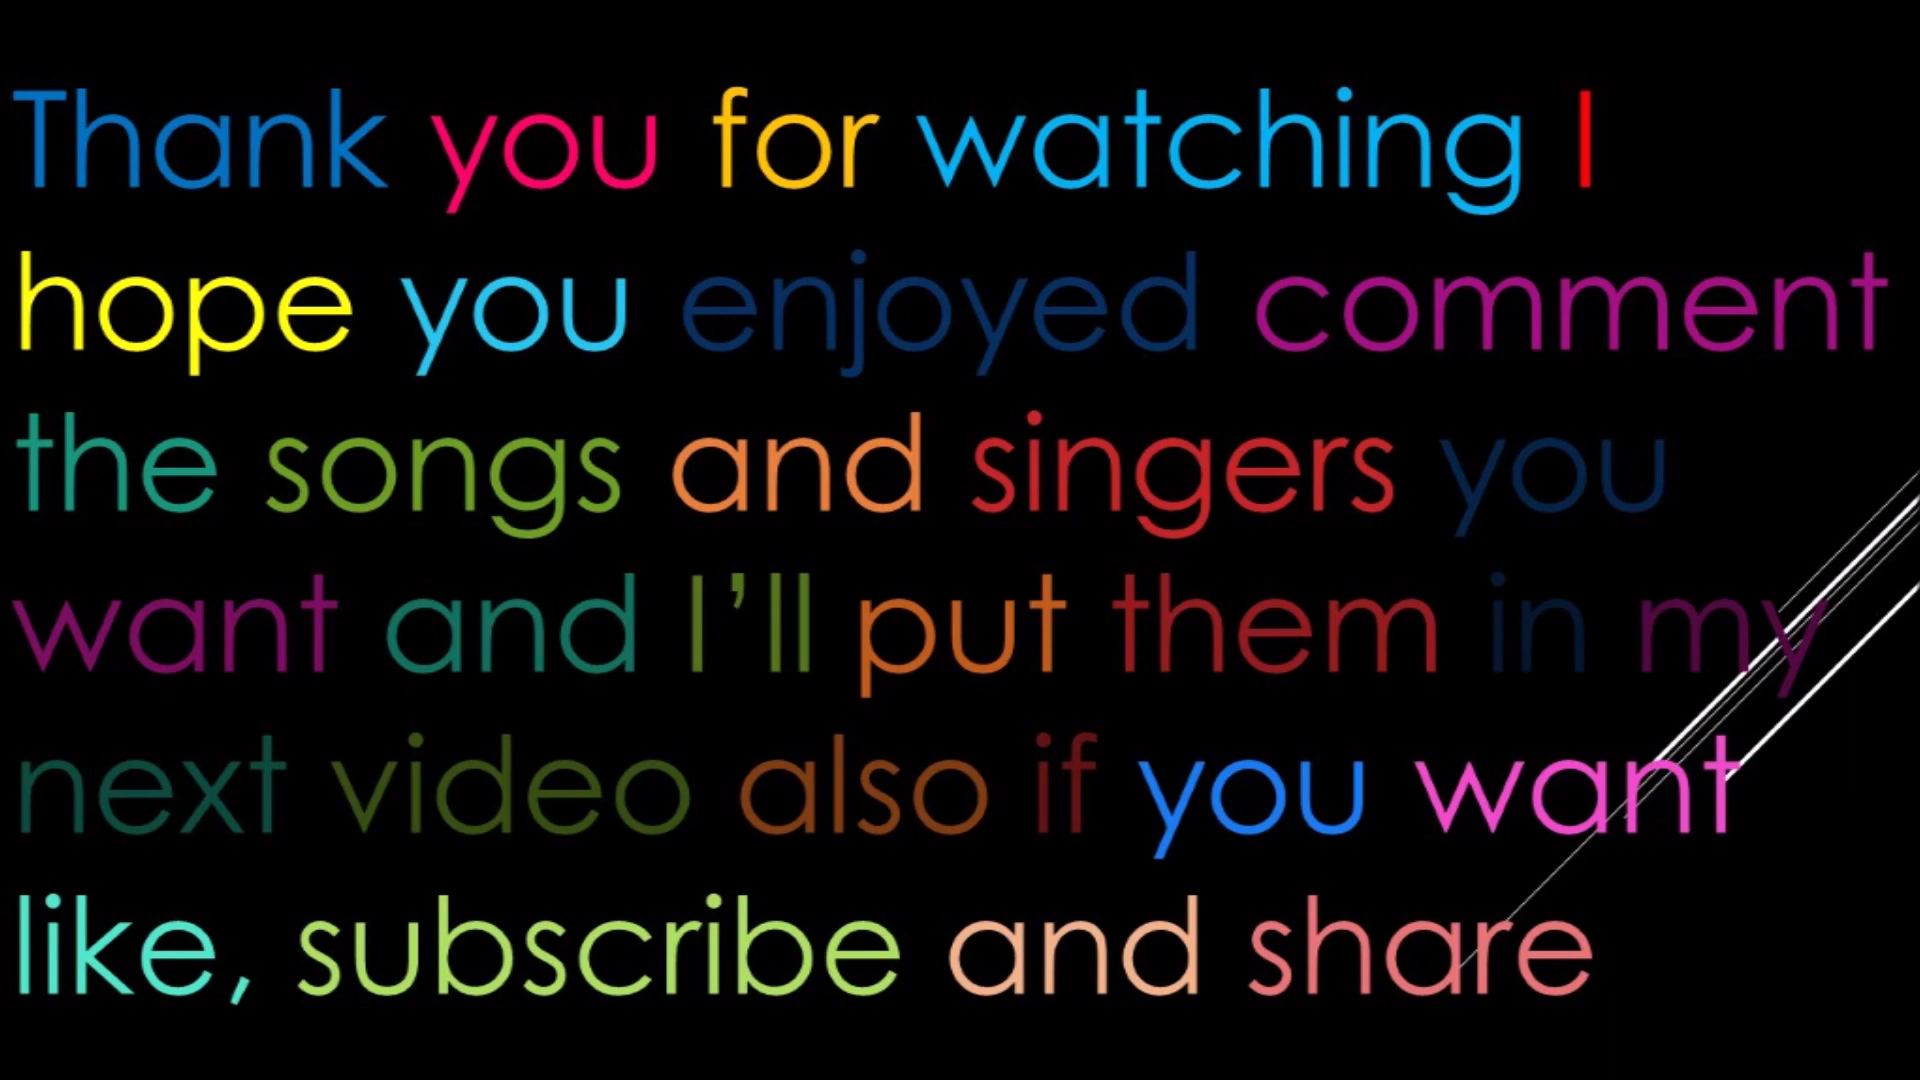 Thank you for watching I
hope you enjoyed comment
the songs and singers you
want and I’ll put them in my
next video also if you want
like, subscribe and share